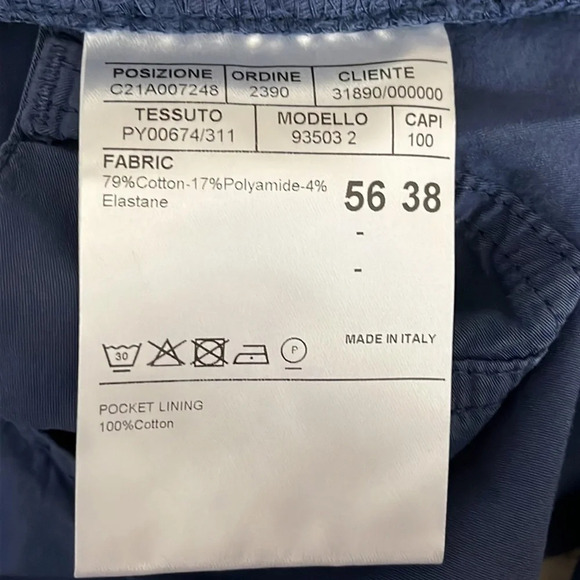 POSIZIONE ORDINE CLIENTE
C21A007248 2390 31890/000000
TESSUTO MODELLO CAPI
PY00674/311 93503 2 100
FABRIC
79%Cotton-17%Polyamide-4%
Elastane
56 38
-
-
MADE IN ITALY
30 P
POCKET LINING
100%Cotton